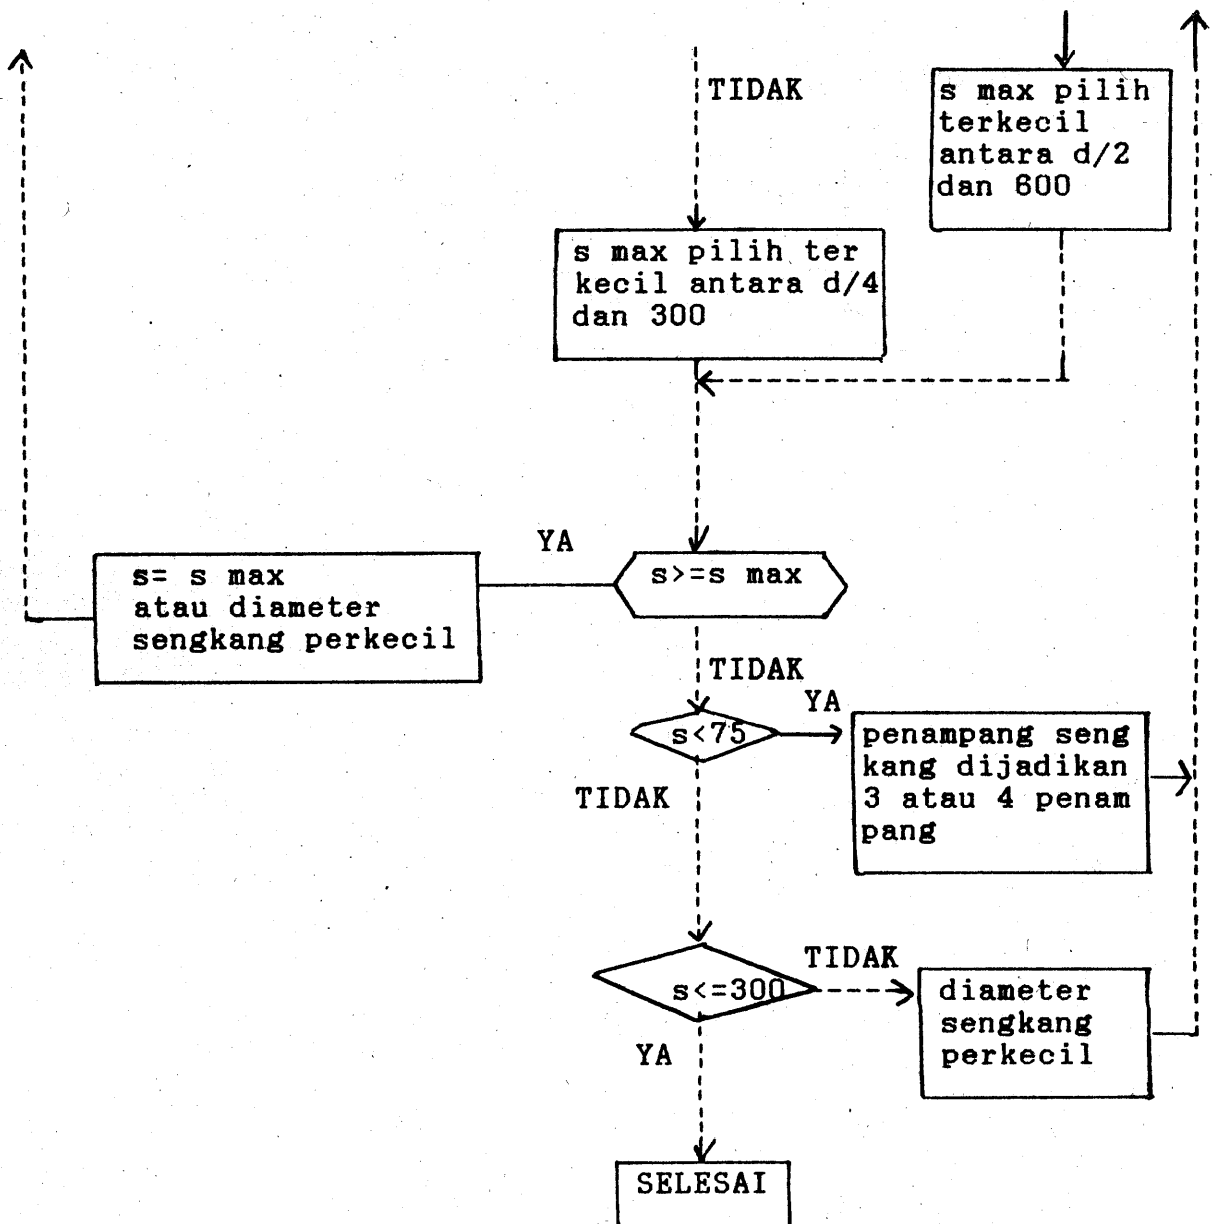 TIDAK
s max pilih
terkecil
antara d/2
dan 600
s max pilih ter
kecil antara d/4
dan 300
YA
s= s max
atau diameter
sengkang perkecil
s>=s max
TIDAK
YA
s<75
penampang seng
kang dijadikan
3 atau 4 penam
pang
TIDAK
TIDAK
s<=300
diameter
sengkang
perkecil
YA
SELESAI